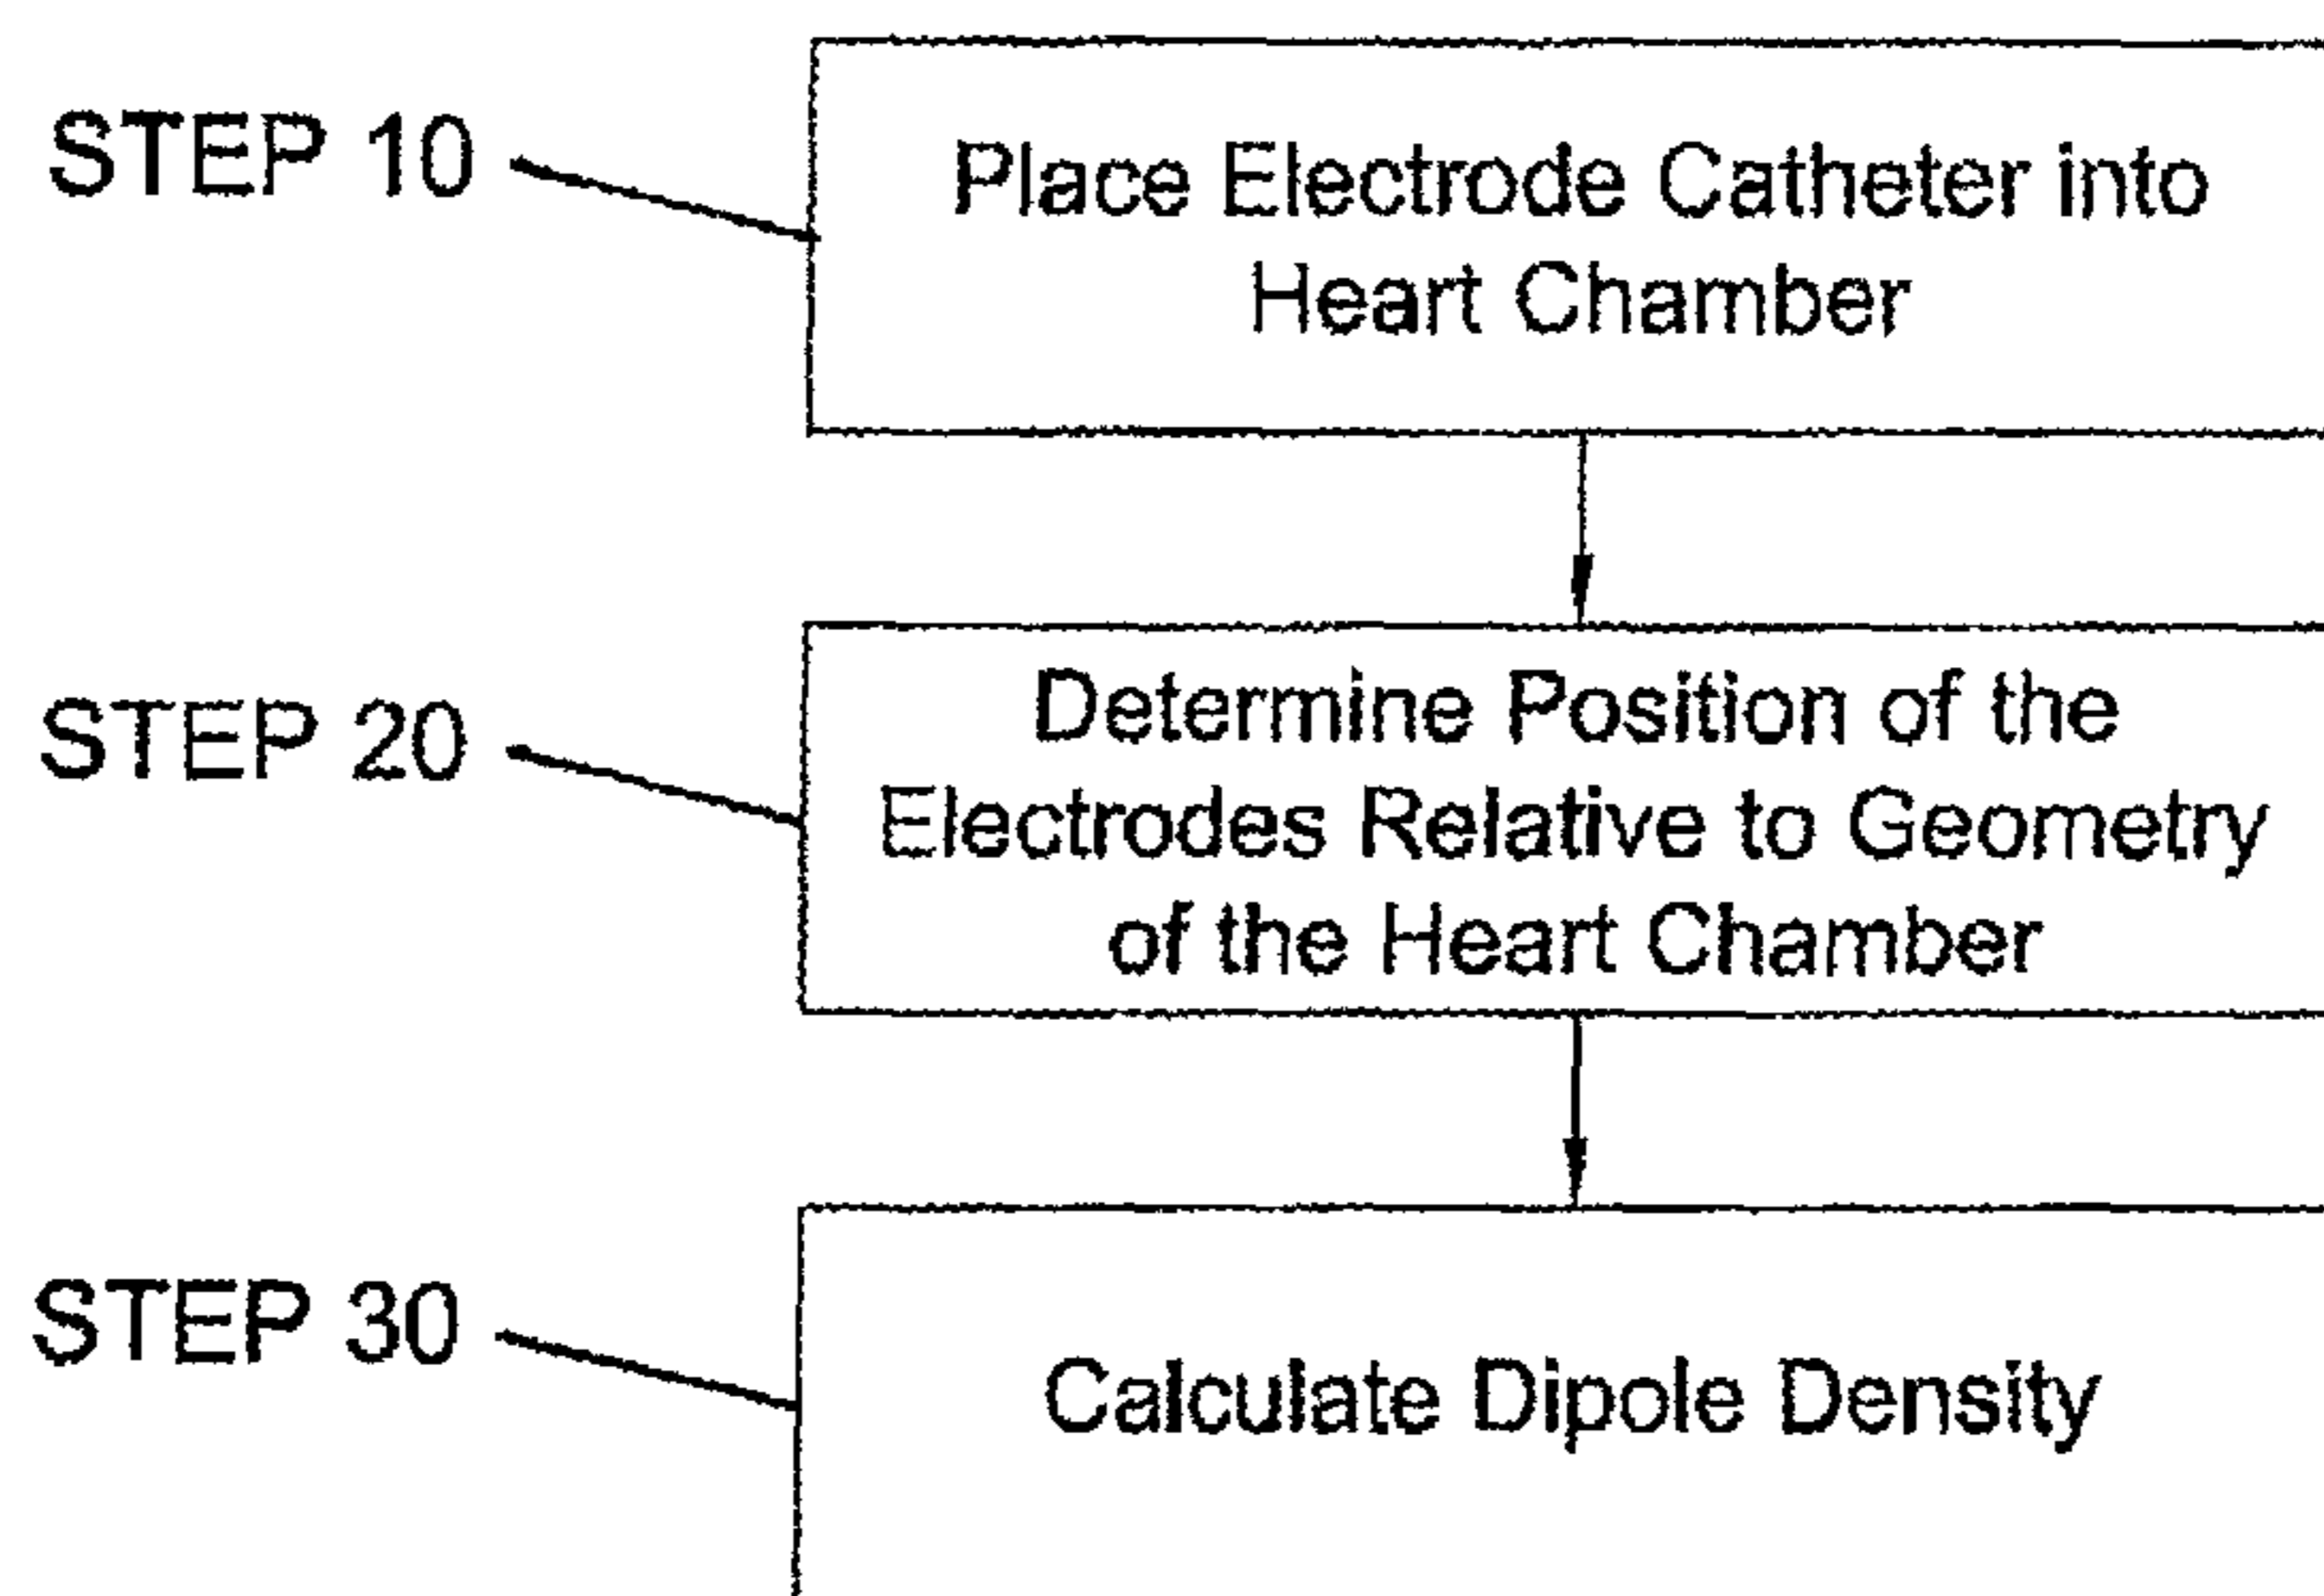 STEP 10
Place Electrode Catheter into
Heart Chamber
STEP 20
Determine Position of the
Electrodes Relative to Geometry
of the Heart Chamber
STEP 30
Calculate Dipole Density